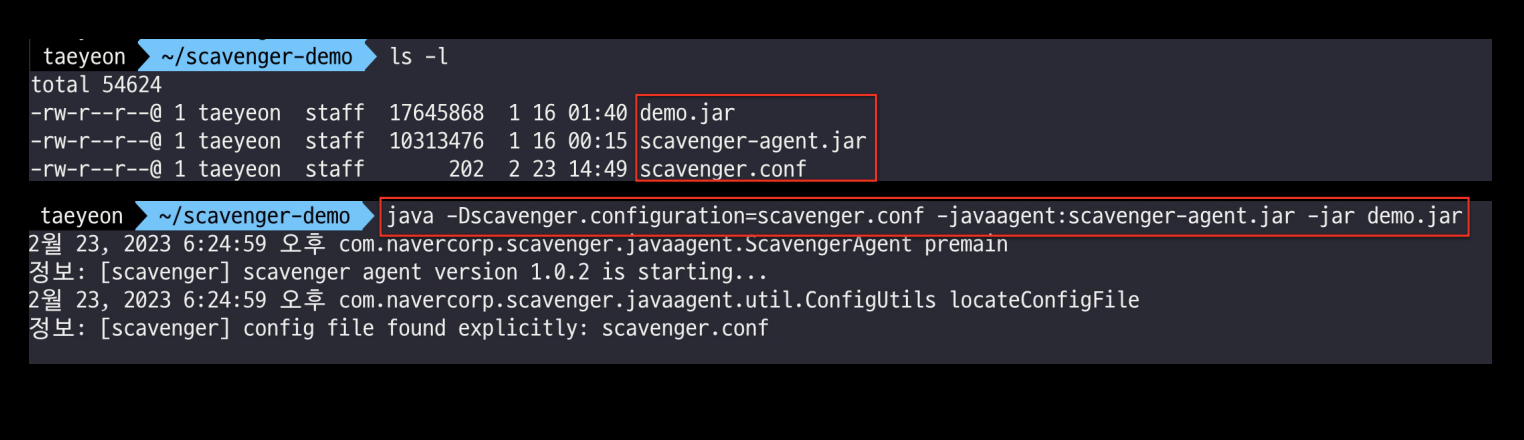 taeyeon ~/scavenger-demo ls -l
total 54624
-rw-r--r--@ 1 taeyeon staff 17645868 1 16 01:40 demo.jar
-rw-r--r--@ 1 taeyeon staff 10313476 1 16 00:15 scavenger-agent.jar
-rw-r--r--@ 1 taeyeon staff 202 2 23 14:49 scavenger.conf
taeyeon ~/scavenger-demo java -Dscavenger.configuration=scavenger.conf -javaagent:scavenger-agent.jar -jar demo.jar
2월 23, 2023 6:24:59 오후 com.navercorp.scavenger.javaagent.ScavengerAgent premain
정보: [scavenger] scavenger agent version 1.0.2 is starting...
2월 23, 2023 6:24:59 오후 com.navercorp.scavenger.javaagent.util.ConfigUtils locateConfigFile
정보: [scavenger] config file found explicitly: scavenger.conf